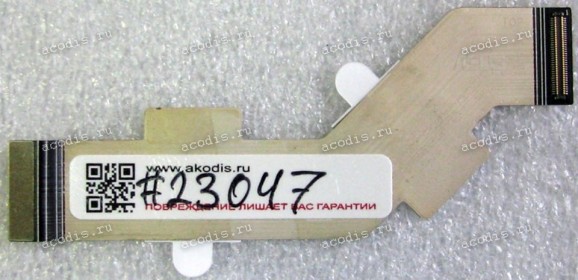 www.akodis.ru
#23047
ПОВРЕЖДЕНИЕ ЛИШАЕТ ВАС ГАРАНТИИ